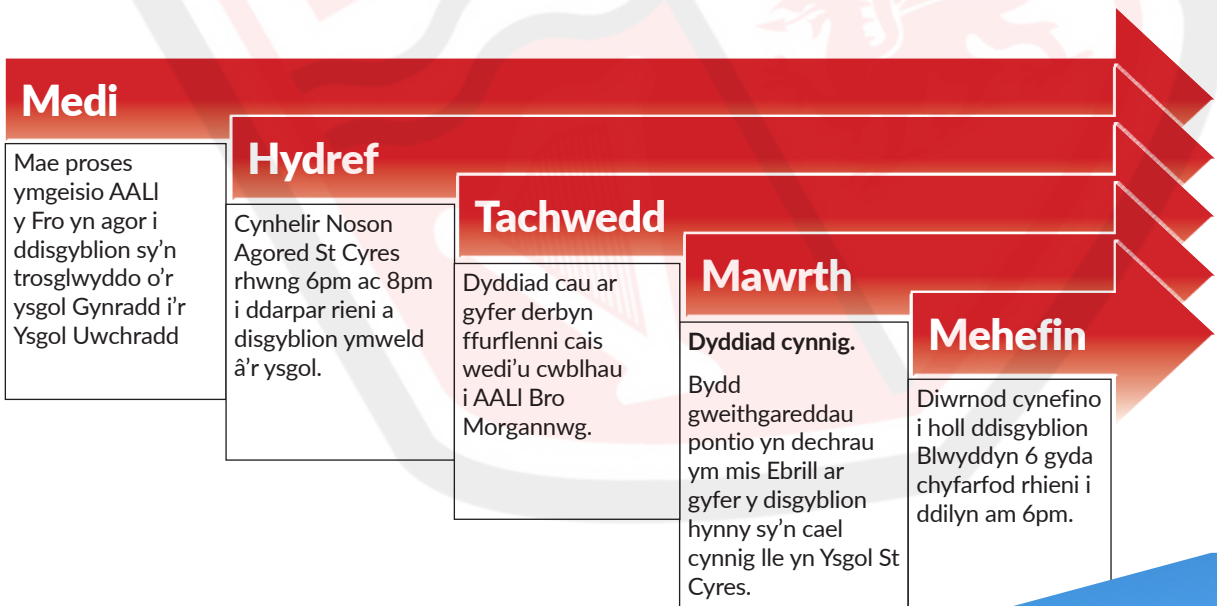 Medi
Mae proses
ymgeisio AALl
y Fro yn agor i
ddisgyblion sy’n
trosglwyddo o’r
ysgol Gynradd i’r
Ysgol Uwchradd
Hydref
Cynhelir Noson
Agored St Cyres
rhwng 6pm ac 8pm
i ddarpar rieni a
disgyblion ymweld
â’r ysgol.
Tachwedd
Dyddiad cau ar
gyfer derbyn
ffurflenni cais
wedi’u cwblhau
i AALl Bro
Morgannwg.
Mawrth
Dyddiad cynnig.
Bydd
gweithgareddau
pontio yn dechrau
ym mis Ebrill ar
gyfer y disgyblion
hynny sy’n cael
cynnig lle yn Ysgol St
Cyres.
Mehefin
Diwrnod cynefino
i holl ddisgyblion
Blwyddyn 6 gyda
chyfarfod rhieni i
ddilyn am 6pm.